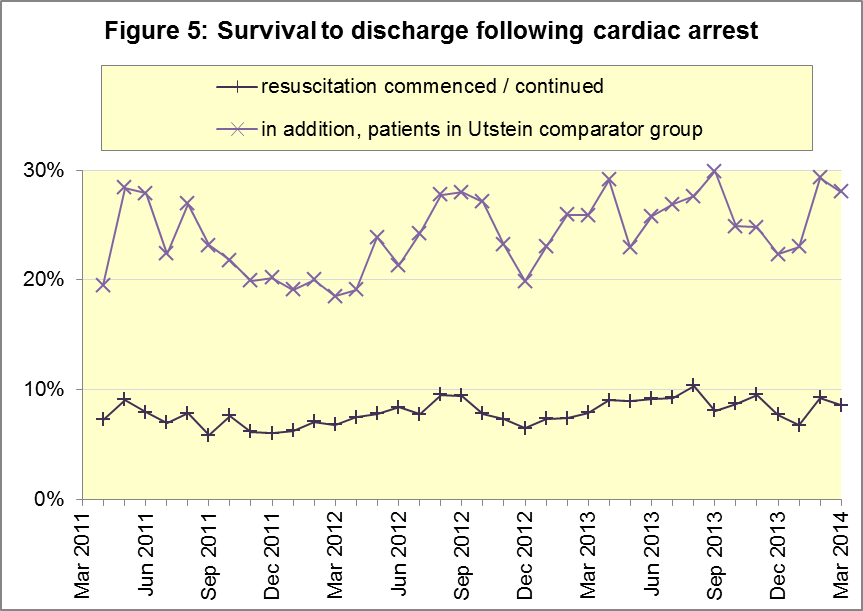 Figure 5: Survival to discharge following cardiac arrest
resuscitation commenced / continued
in addition, patients in Utstein comparator group
30%
20%
10%
0%
Mar 2011
Jun 2011
Sep 2011
Dec 2011
Mar 2012
Jun 2012
Sep 2012
Dec 2012
Mar 2013
Jun 2013
Sep 2013
Dec 2013
Mar 2014